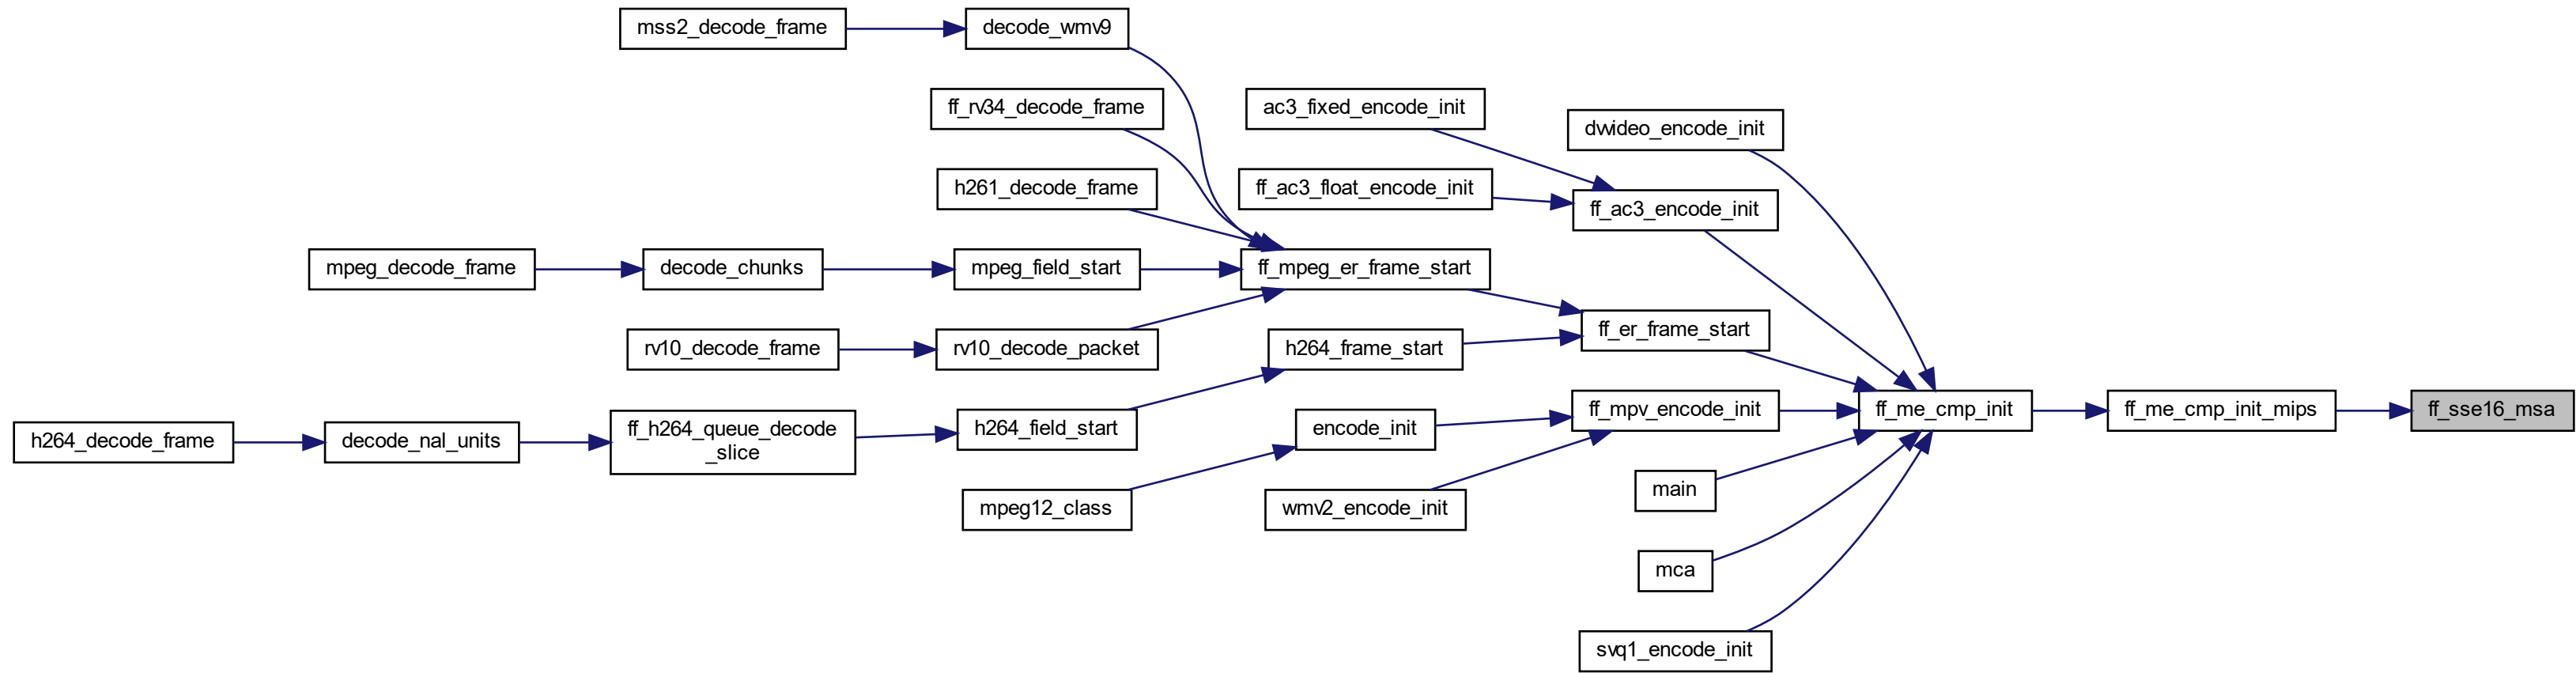 mss2_decode_frame
decode_wmv9
ff_rv34_decode_frame
ac3_fixed_encode_init
dvvideo_encode_init
h261_decode_frame
ff_ac3_float_encode_init
ff_ac3_encode_init
mpeg_decode_frame
decode_chunks
mpeg_field_start
ff_mpeg_er_frame_start
ff_er_frame_start
rv10_decode_frame
rv10_decode_packet
h264_frame_start
h264_decode_frame
decode_nal_units
ff_h264_queue_decode
_slice
h264_field_start
encode_init
ff_mpv_encode_init
ff_me_cmp_init
ff_me_cmp_init_mips
ff_sse16_msa
mpeg12_class
wmv2_encode_init
main
mca
svq1_encode_init